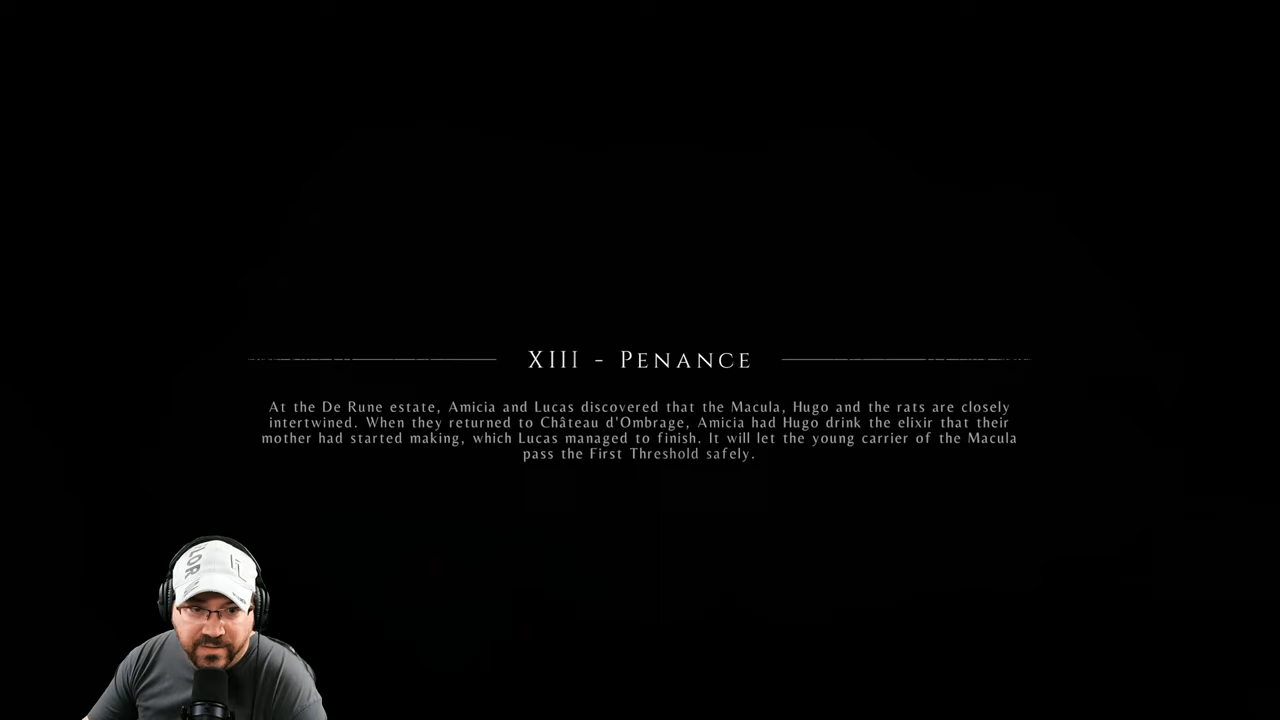 XIII - Penance
At the De Rune estate, Amicia and Lucas discovered that the Macula, Hugo and the rats are closely
intertwined. When they returned to Château d'Ombrage, Amicia had Hugo drink the elixir that their
mother had started making, which Lucas managed to finish. It will let the young carrier of the Macula
pass the First Threshold safely.